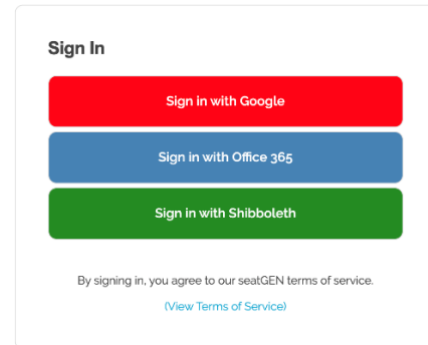 Sign In
Sign in with Google
Sign in with Office 365
Sign in with Shibboleth
By signing in, you agree to our seatGEN terms of service.
(View Terms of Service)